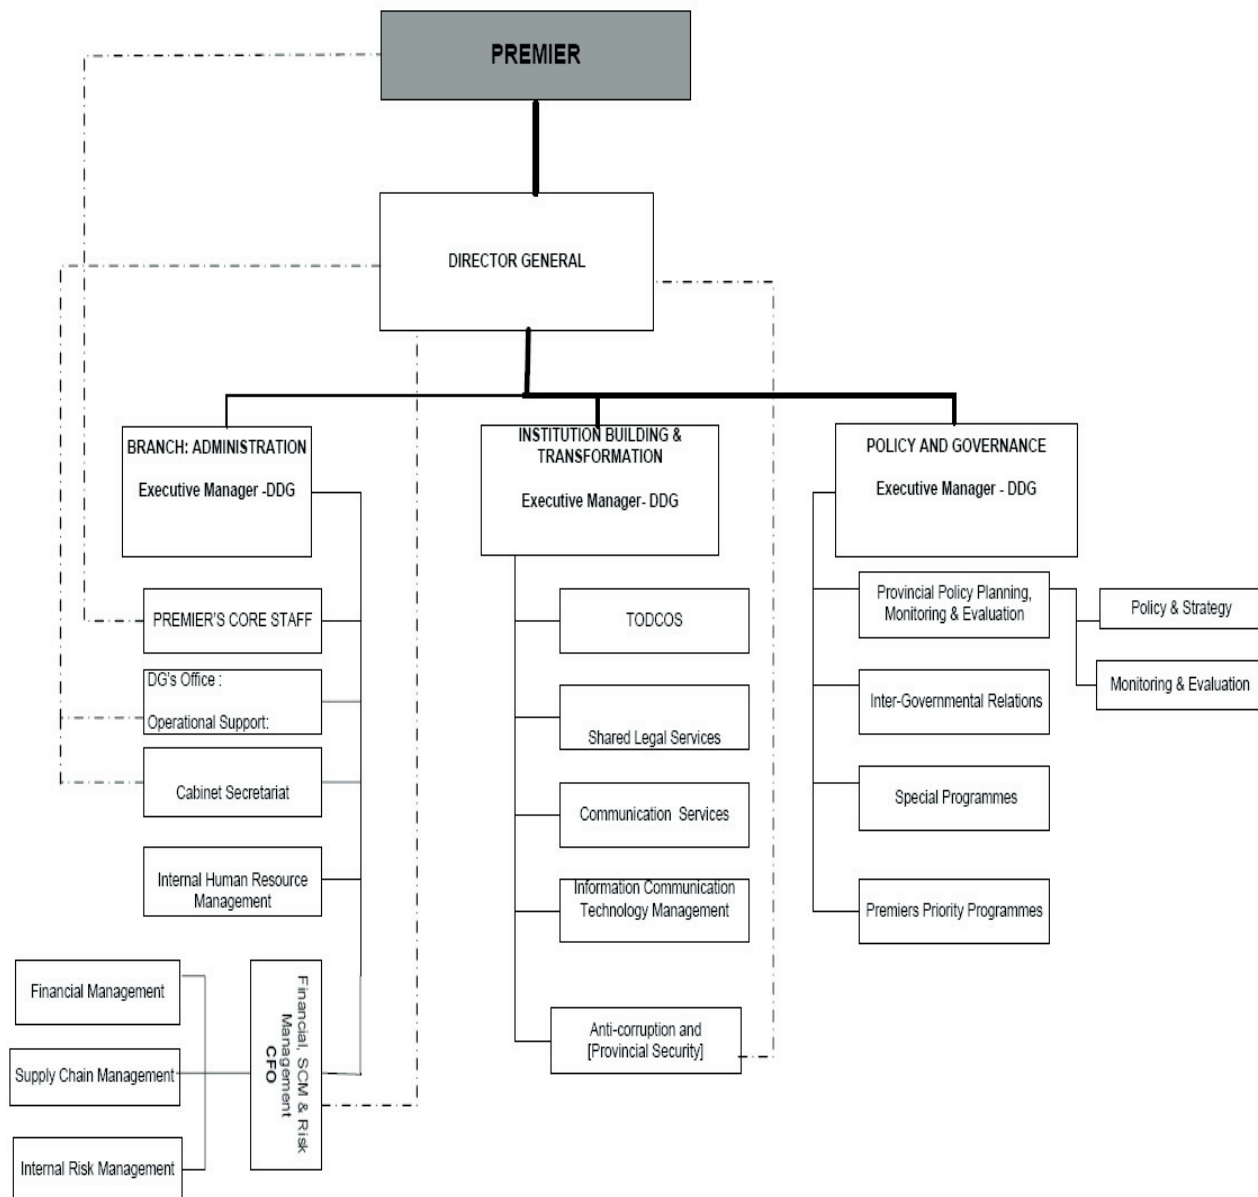 PREMIER
DIRECTOR GENERAL
BRANCH: ADMINISTRATION
Executive Manager -DDG
INSTITUTION BUILDING &
TRANSFORMATION
Executive Manager- DDG
POLICY AND GOVERNANCE
Executive Manager - DDG
PREMIER'S CORE STAFF
DG's Office :
Operational Support:
Cabinet Secretariat
Internal Human Resource
Management
Financial, SCM & Risk
Management
CFO
Financial Management
Supply Chain Management
Internal Risk Management
TODCOS
Shared Legal Services
Communication Services
Information Communication
Technology Management
Anti-corruption and
[Provincial Security]
Provincial Policy Planning,
Monitoring & Evaluation
Policy & Strategy
Monitoring & Evaluation
Inter-Governmental Relations
Special Programmes
Premiers Priority Programmes